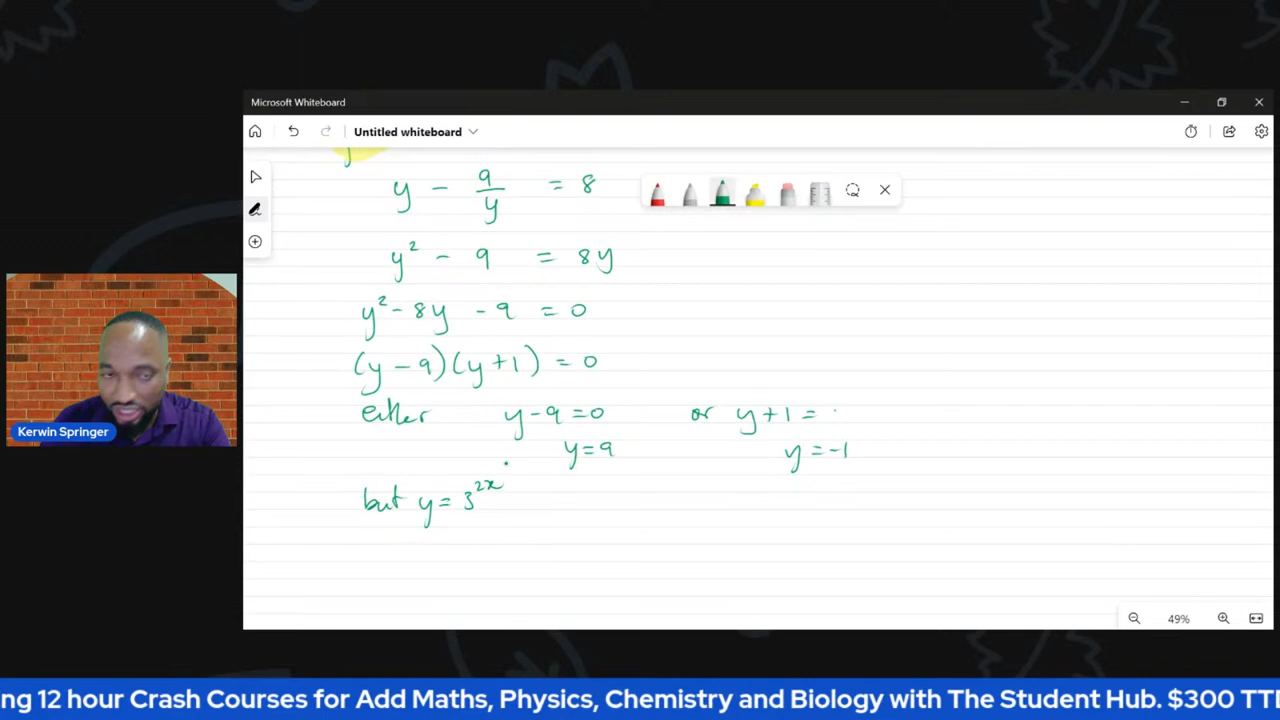 Microsoft Whiteboard
Untitled whiteboard
y - 9/y = 8
y² - 9 = 8y
y² - 8y - 9 = 0
(y - 9)(y + 1) = 0
either y - 9 = 0 or y + 1 =
y = 9 y = -1
but y = 3^{2x}
Kerwin Springer
49%
ng 12 hour Crash Courses for Add Maths, Physics, Chemistry and Biology with The Student Hub. $300 TT